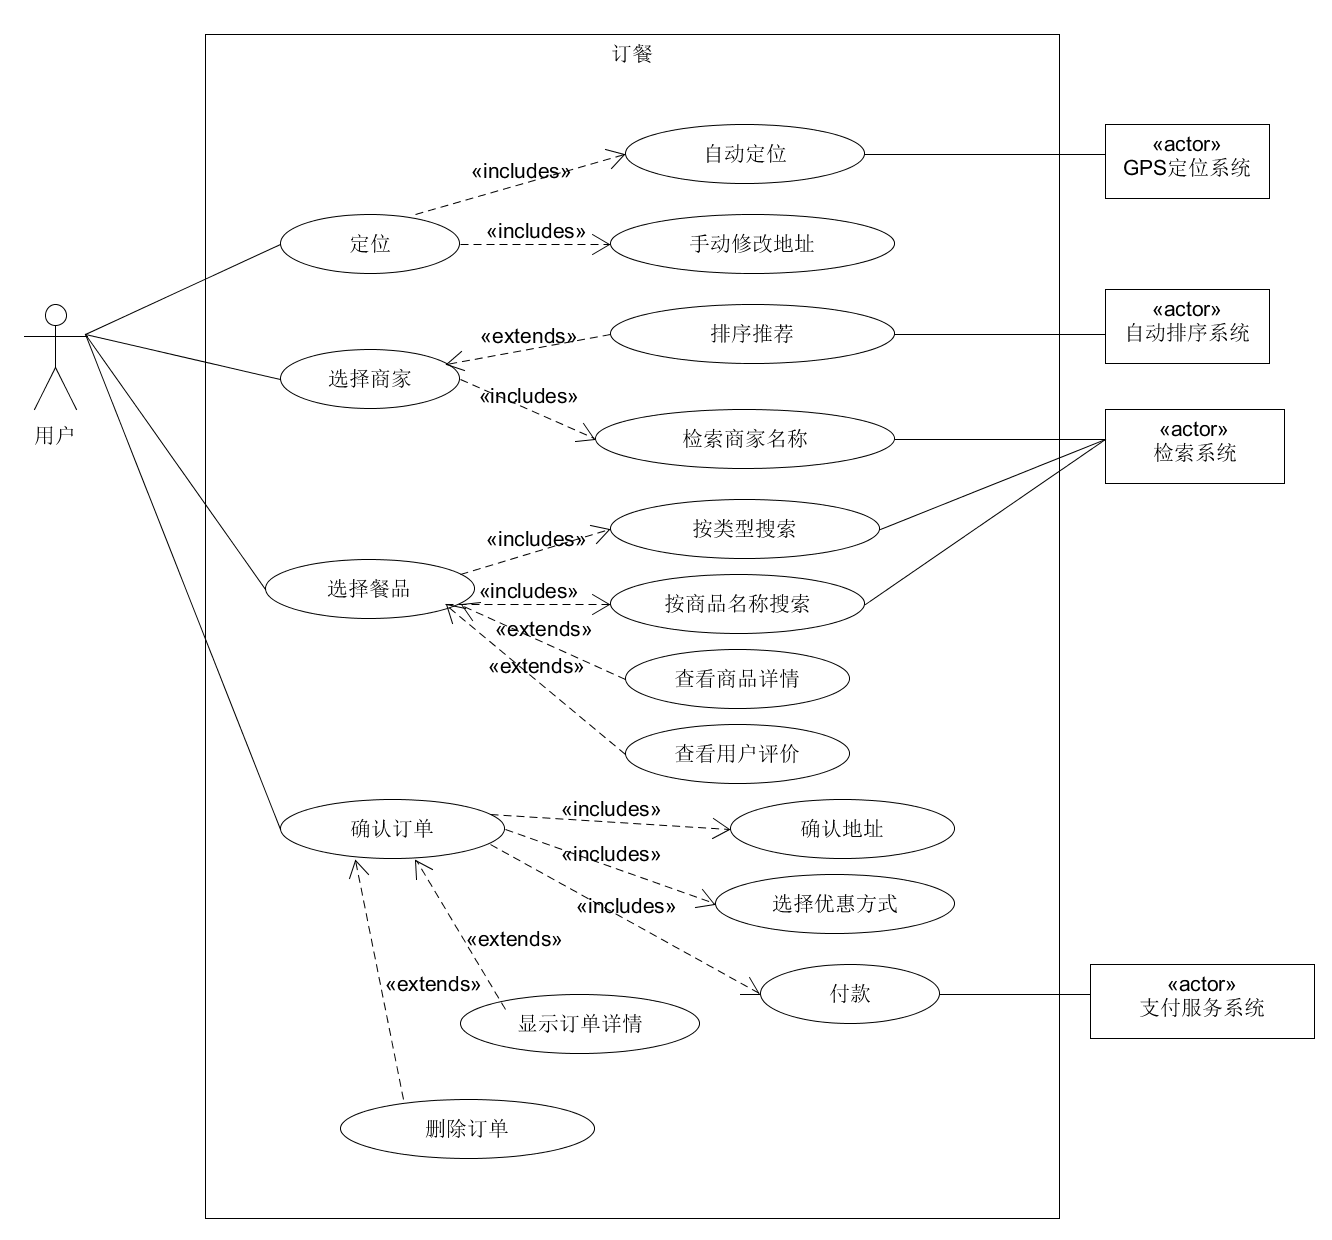 订餐
自动定位
«actor»
GPS定位系统
«includes»
定位
«includes»
手动修改地址
用户
«extends»
排序推荐
«actor»
自动排序系统
选择商家
«includes»
检索商家名称
«actor»
检索系统
«includes»
按类型搜索
选择餐品
«includes»
按商品名称搜索
«extends»
«extends»
查看商品详情
查看用户评价
确认订单
«includes»
确认地址
«includes»
选择优惠方式
«includes»
«extends»
«extends»
付款
«actor»
支付服务系统
显示订单详情
删除订单